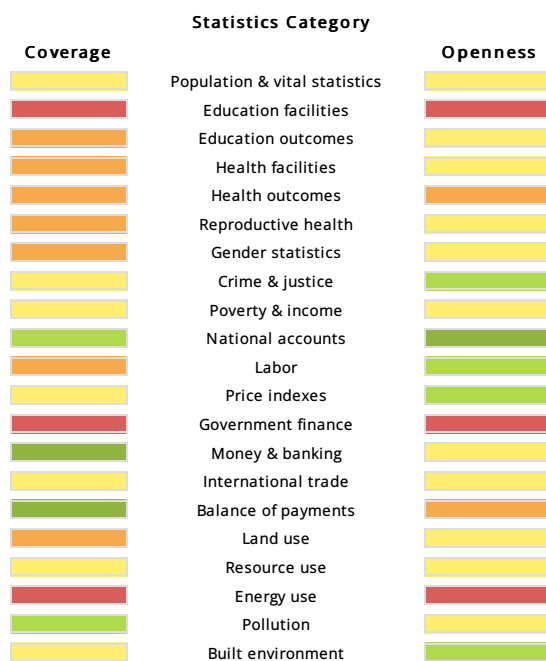 Statistics Category
Coverage Openness
Population & vital statistics
Education facilities
Education outcomes
Health facilities
Health outcomes
Reproductive health
Gender statistics
Crime & justice
Poverty & income
National accounts
Labor
Price indexes
Government finance
Money & banking
International trade
Balance of payments
Land use
Resource use
Energy use
Pollution
Built environment